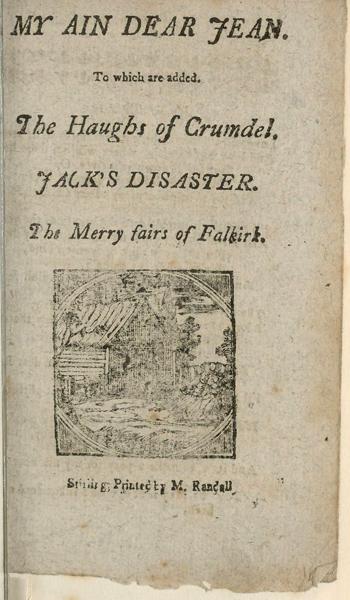 MY AIN DEAR JEAN.
To which are added.
The Haughs of Crumdel.
JACK'S DISASTER.
The Merry fairs of Falkirk.
Stirling; Printed by M. Randall